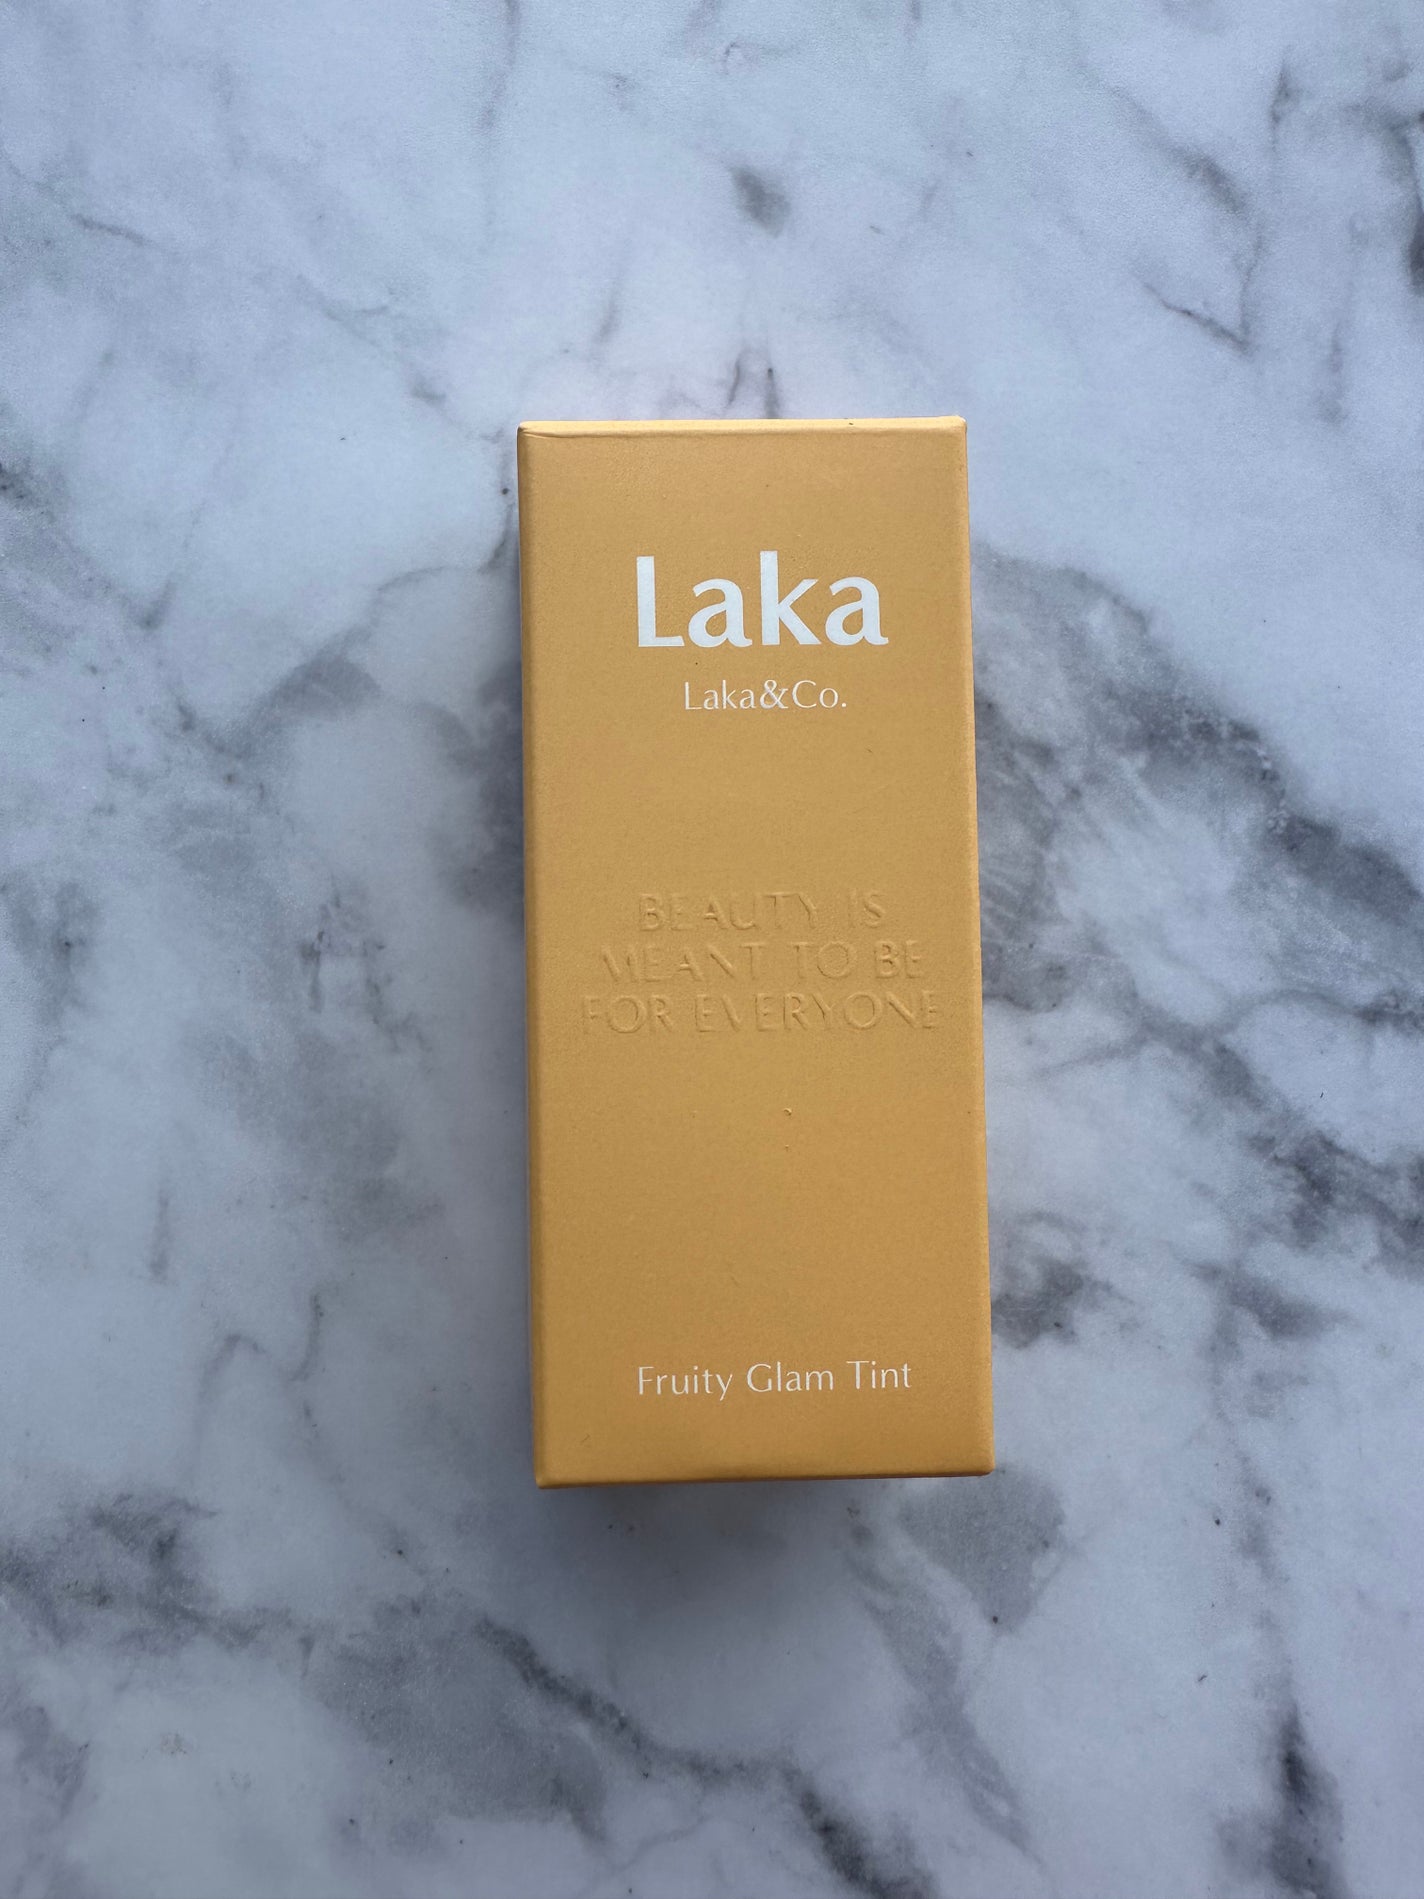 Laka
Laka&Co.
BEAUTY IS
MEANT TO BE
FOR EVERYONE
Fruity Glam Tint